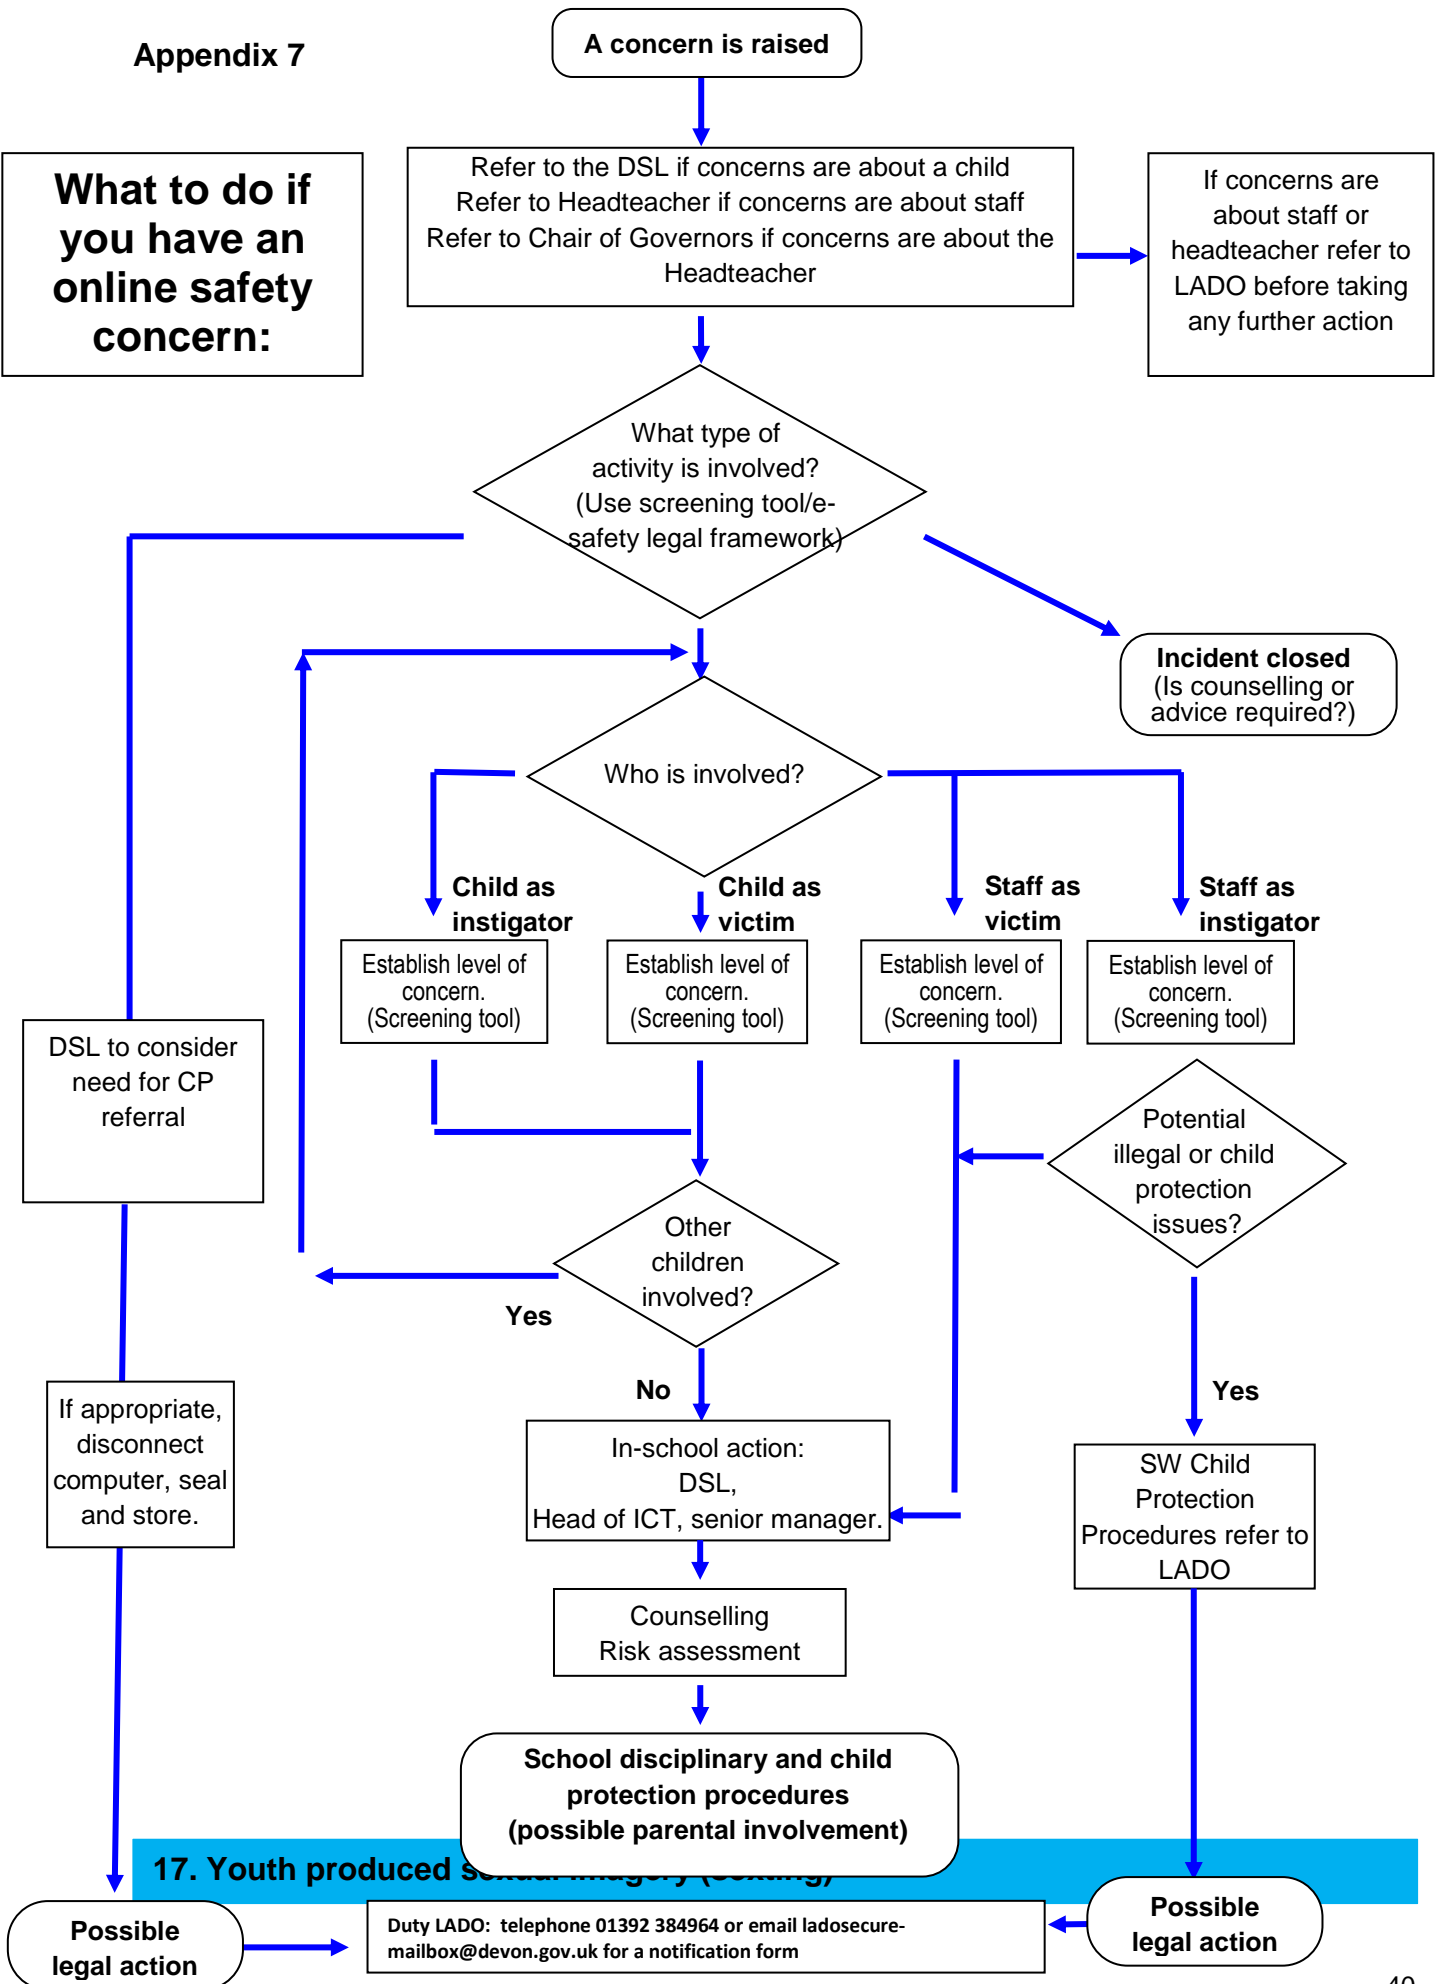 Appendix 7
A concern is raised
What to do if
you have an
online safety
concern:
Refer to the DSL if concerns are about a child
Refer to Headteacher if concerns are about staff
Refer to Chair of Governors if concerns are about the
Headteacher
If concerns are
about staff or
headteacher refer to
LADO before taking
any further action
What type of
activity is involved?
(Use screening tool/e-
safety legal framework)
Incident closed
(Is counselling or
advice required?)
Who is involved?
Child as
instigator
Child as
victim
Staff as
victim
Staff as
instigator
Establish level of
concern.
(Screening tool)
Establish level of
concern.
(Screening tool)
Establish level of
concern.
(Screening tool)
Establish level of
concern.
(Screening tool)
DSL to consider
need for CP
referral
Potential
illegal or child
protection
issues?
Other
children
involved?
Yes
No
Yes
If appropriate,
disconnect
computer, seal
and store.
In-school action:
DSL,
Head of ICT, senior manager.
SW Child
Protection
Procedures refer to
LADO
Counselling
Risk assessment
School disciplinary and child
protection procedures
(possible parental involvement)
17. Youth produced sexual imagery (sexting)
Possible
legal action
Duty LADO: telephone 01392 384964 or email ladosecure-
mailbox@devon.gov.uk for a notification form
Possible
legal action
40